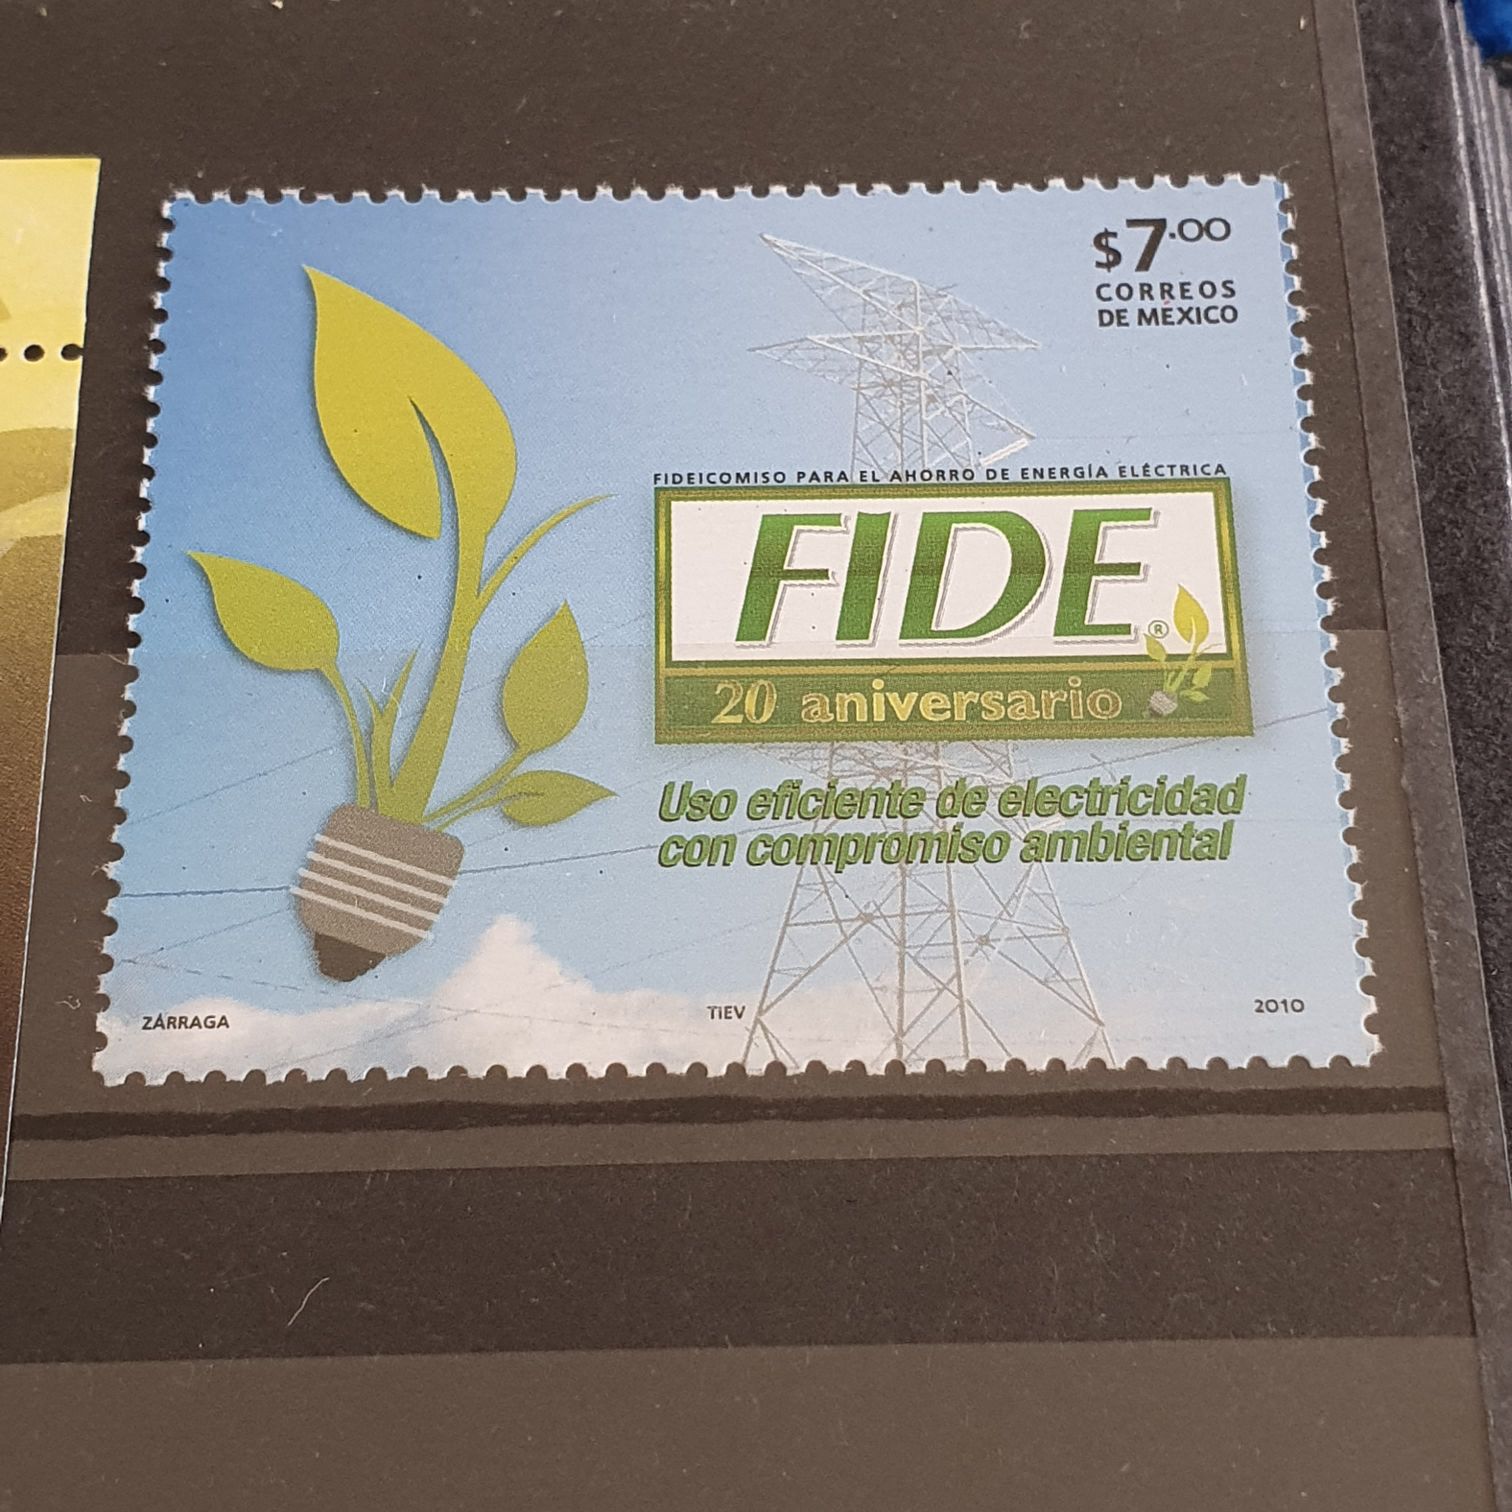 $7.00
CORREOS
DE MÉXICO
FIDEICOMISO PARA EL AHORRO DE ENERGÍA ELÉCTRICA
FIDE®
20 aniversario
Uso eficiente de electricidad
con compromiso ambiental
ZÁRRAGA TIEV 2010